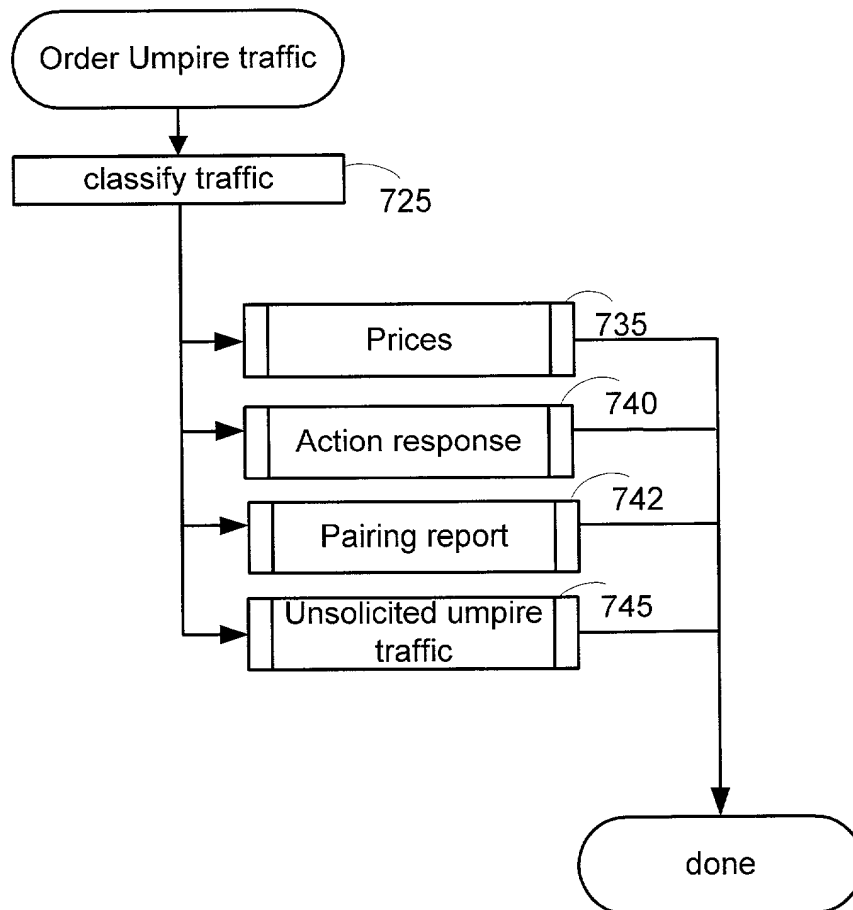 Order Umpire traffic
classify traffic
725
Prices
735
Action response
740
Pairing report
742
Unsolicited umpire
traffic
745
done